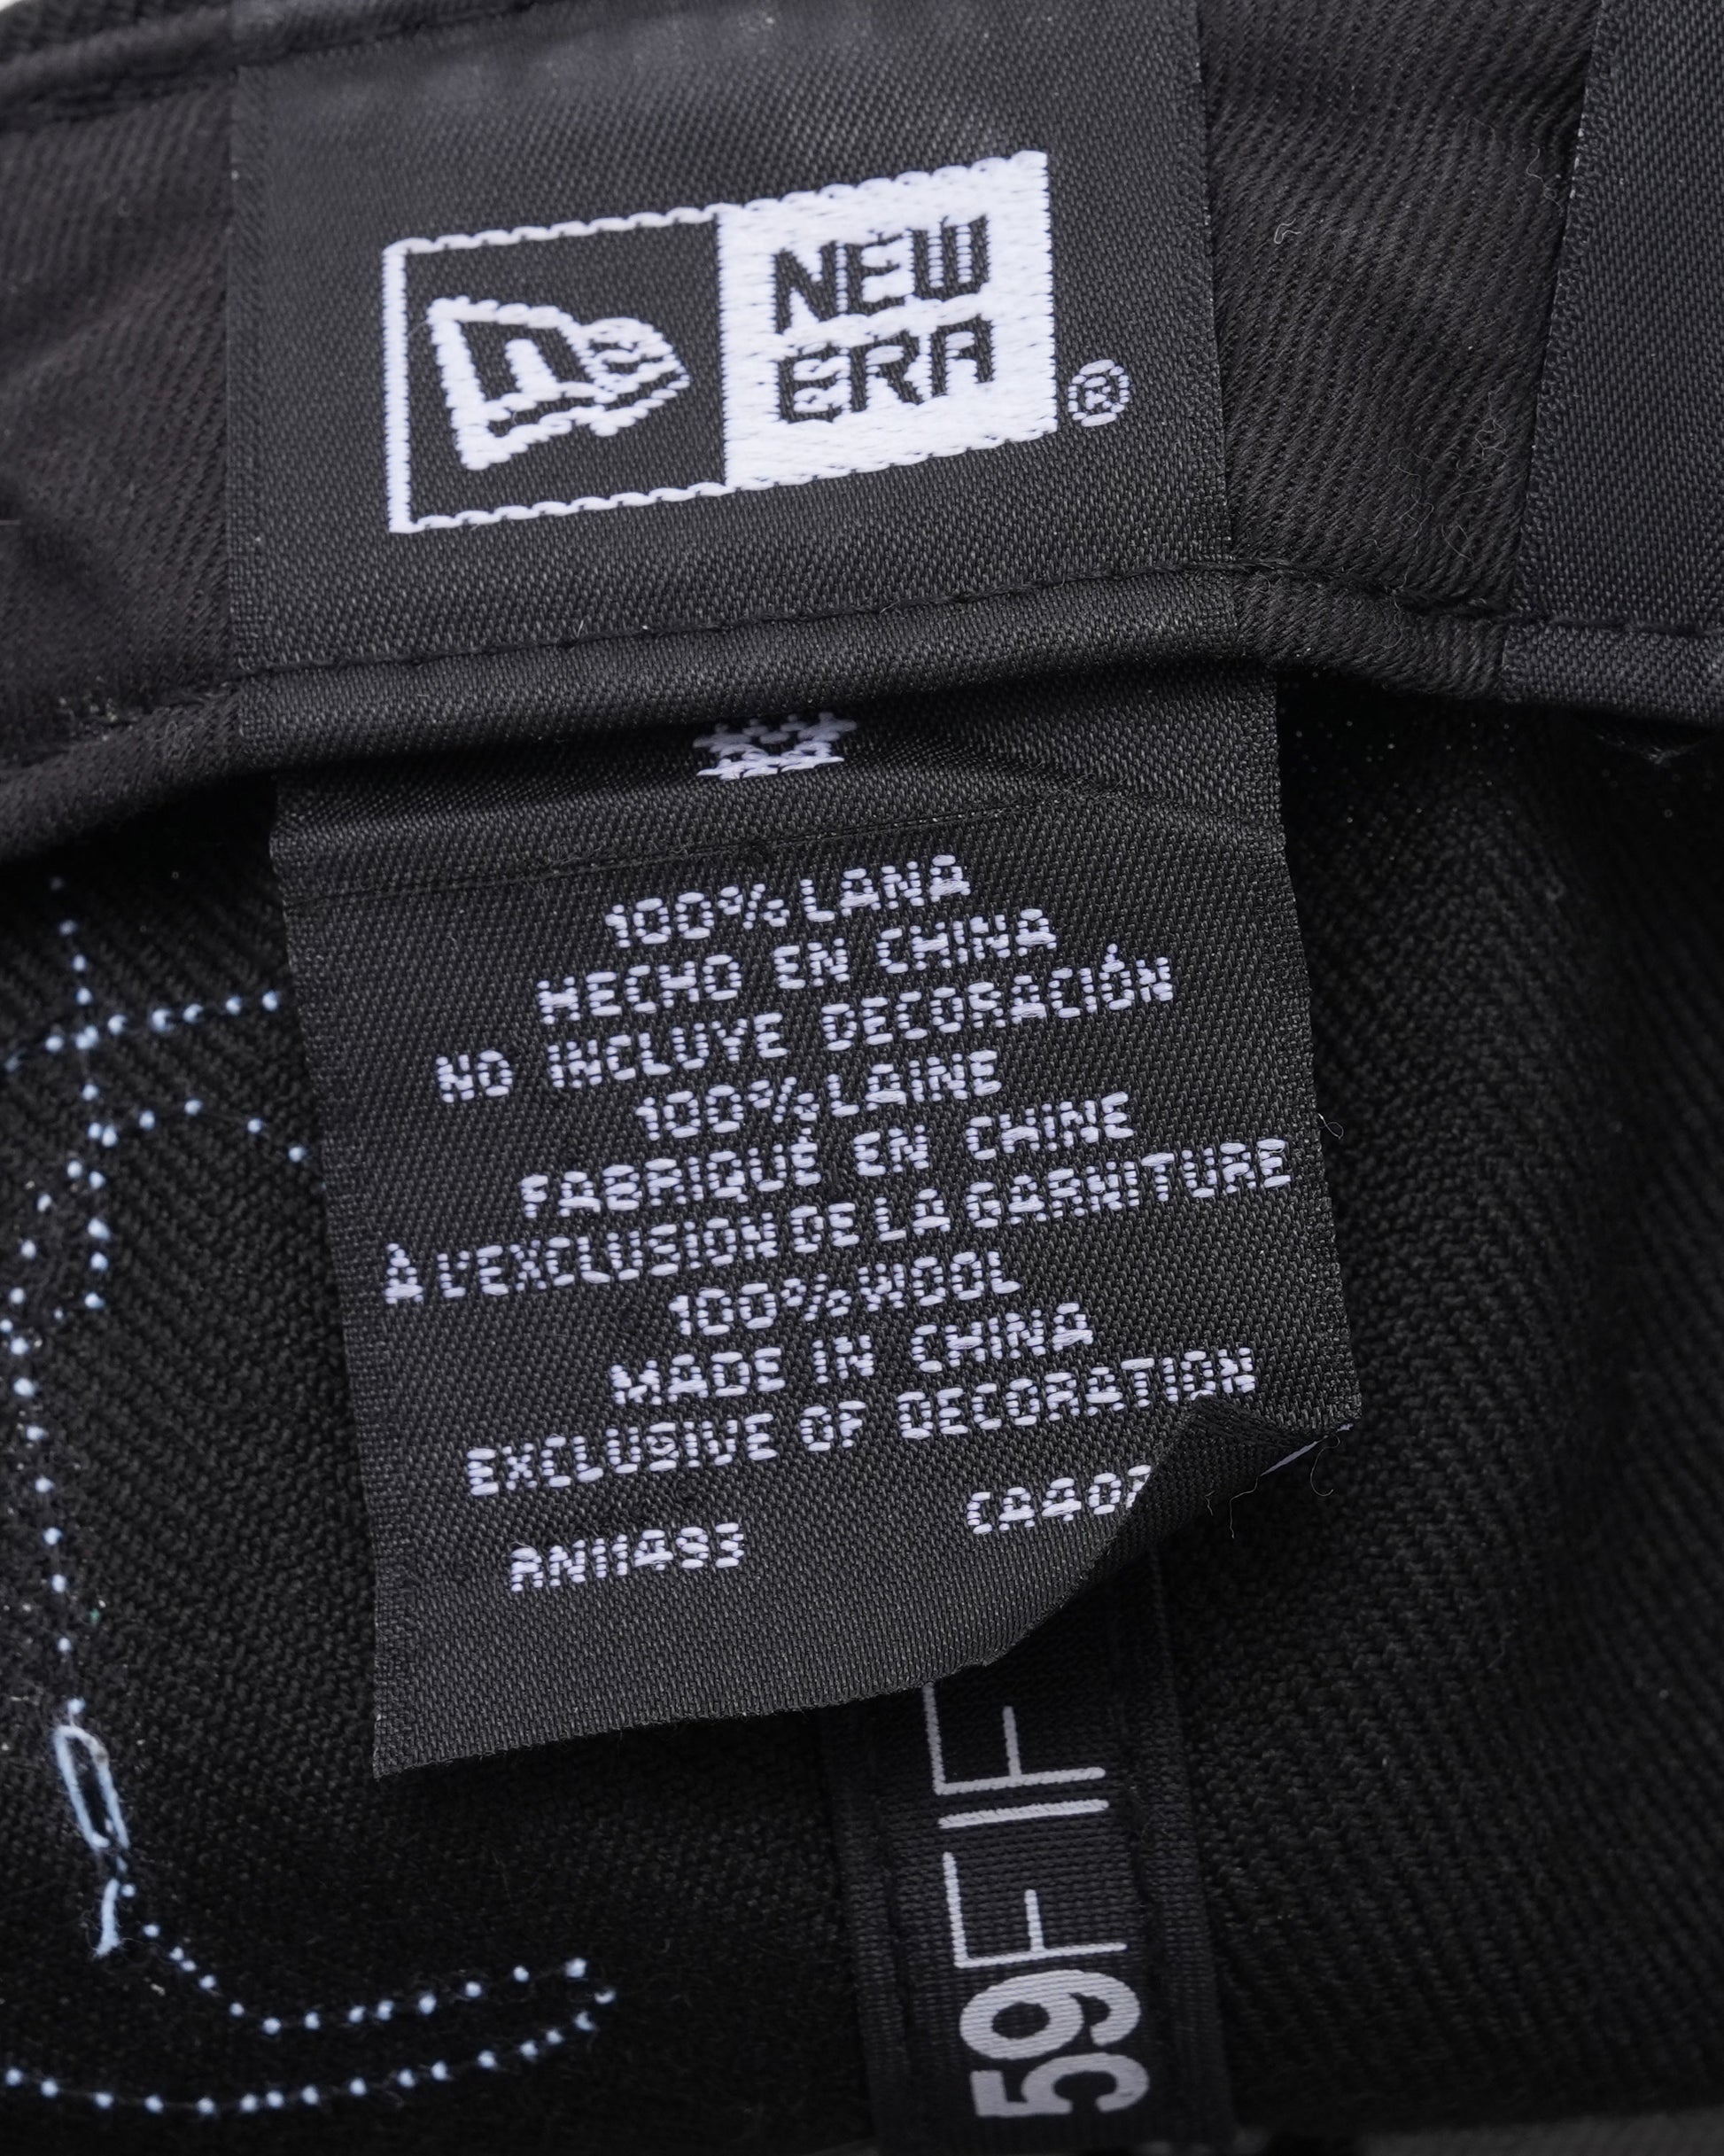 NEW
ERA
®
100% LANA
HECHO EN CHINA
NO INCLUYE DECORACIÓN
100% LAINE
FABRIQUÉ EN CHINE
À L'EXCLUSION DE LA GARNITURE
100% WOOL
MADE IN CHINA
EXCLUSIVE OF DECORATION
59FIF